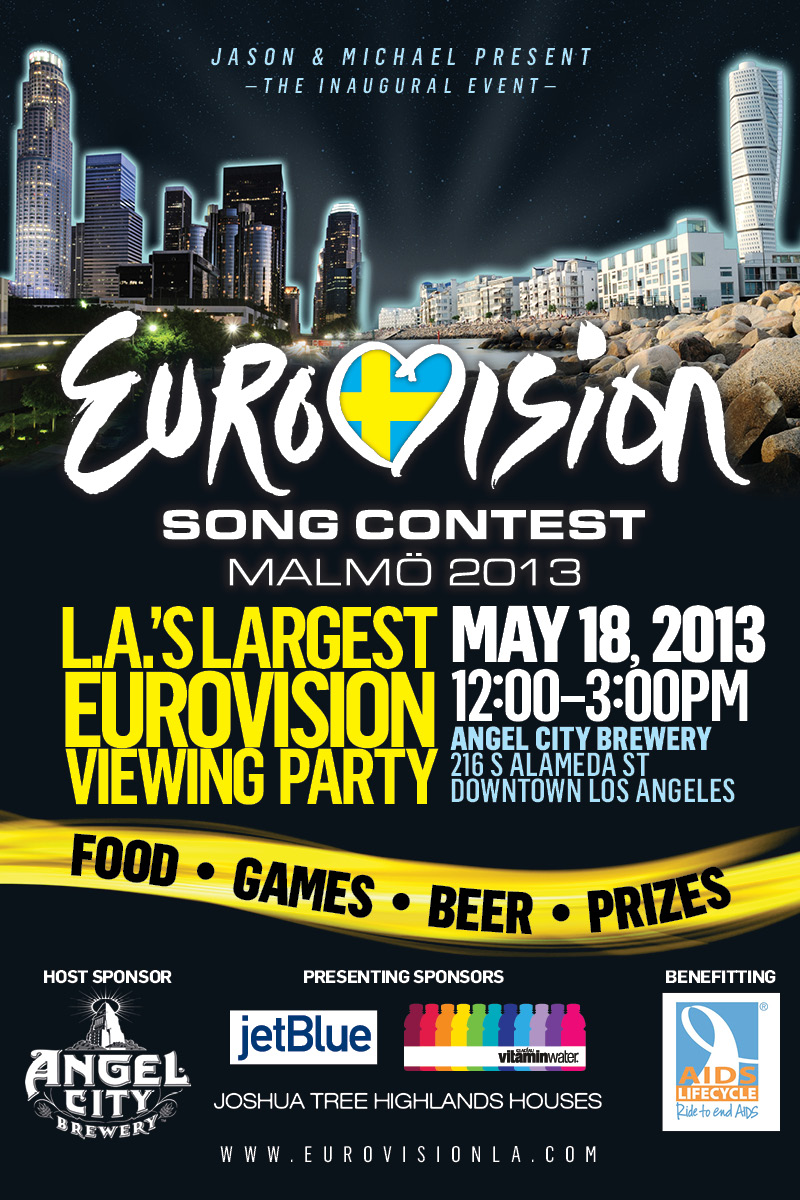 JASON & MICHAEL PRESENT
–THE INAUGURAL EVENT–
EUROVISION
SONG CONTEST
MALMÖ 2013
L.A.'S LARGEST
EUROVISION
VIEWING PARTY
MAY 18, 2013
12:00–3:00PM
ANGEL CITY BREWERY
216 S ALAMEDA ST
DOWNTOWN LOS ANGELES
FOOD • GAMES • BEER • PRIZES
HOST SPONSOR
ANGEL
CITY
BREWERY™
PRESENTING SPONSORS
jetBlue
glacéau
vitaminwater
JOSHUA TREE HIGHLANDS HOUSES
BENEFITTING
®
AIDS
LIFECYCLE
Ride to end AIDS
WWW.EUROVISIONLA.COM